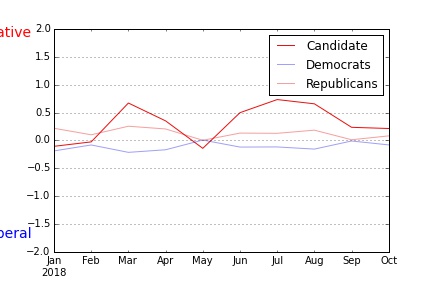 ative
2.0
1.5
1.0
0.5
0.0
−0.5
−1.0
−1.5
−2.0
beral
Candidate
Democrats
Republicans
Jan Feb Mar Apr May Jun Jul Aug Sep Oct
2018